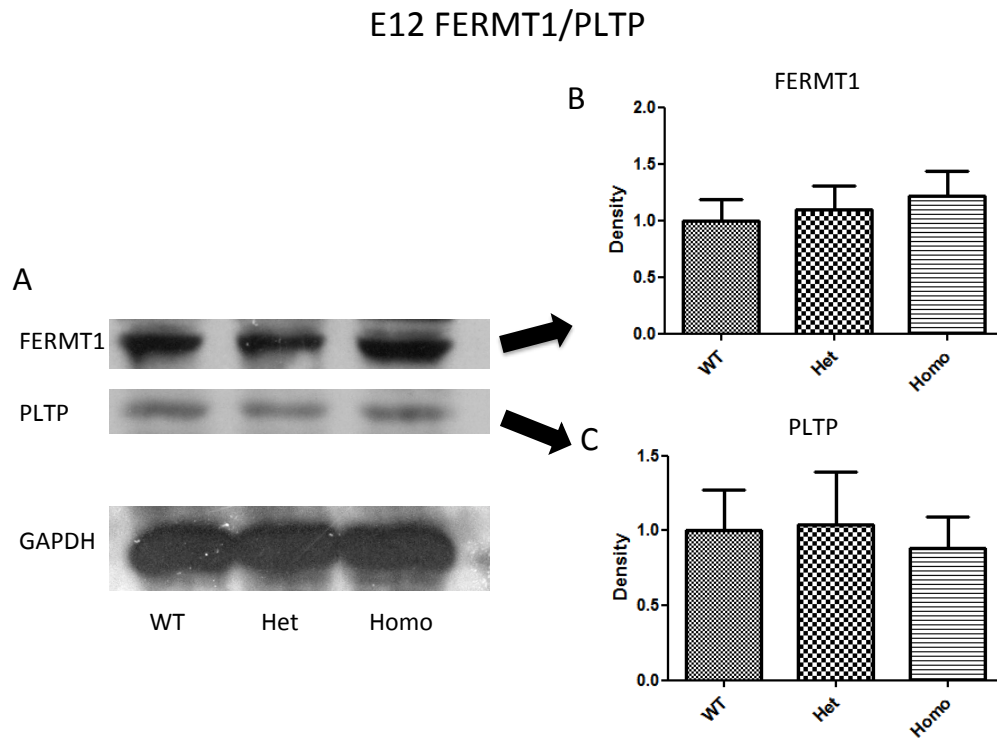 E12 FERMT1/PLTP
A
FERMT1
PLTP
GAPDH
WT Het Homo
B
FERMT1
Density
2.0
1.5
1.0
0.5
0.0
WT Het Homo
C
PLTP
Density
1.5
1.0
0.5
0.0
WT Het Homo